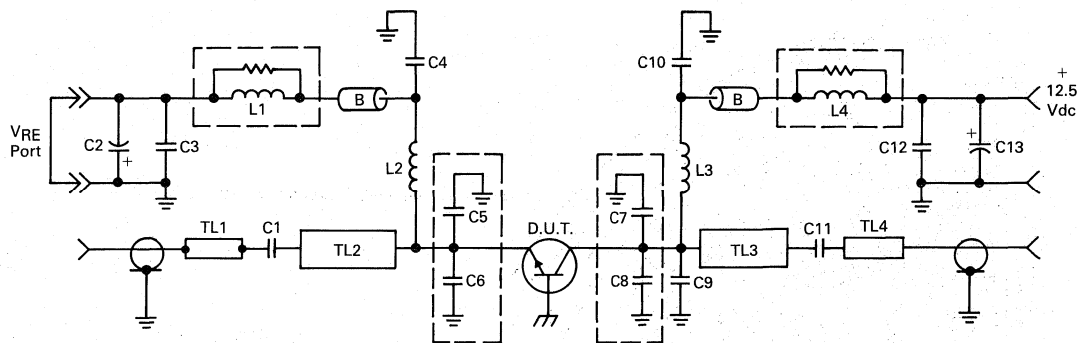 C4
C10
L1
B
B
L4
+
12.5
Vdc
VRE
Port
C2
+
C3
L2
L3
C12
+
C13
C5
C7
TL1
C1
TL2
D.U.T.
TL3
C11
TL4
C6
C8
C9